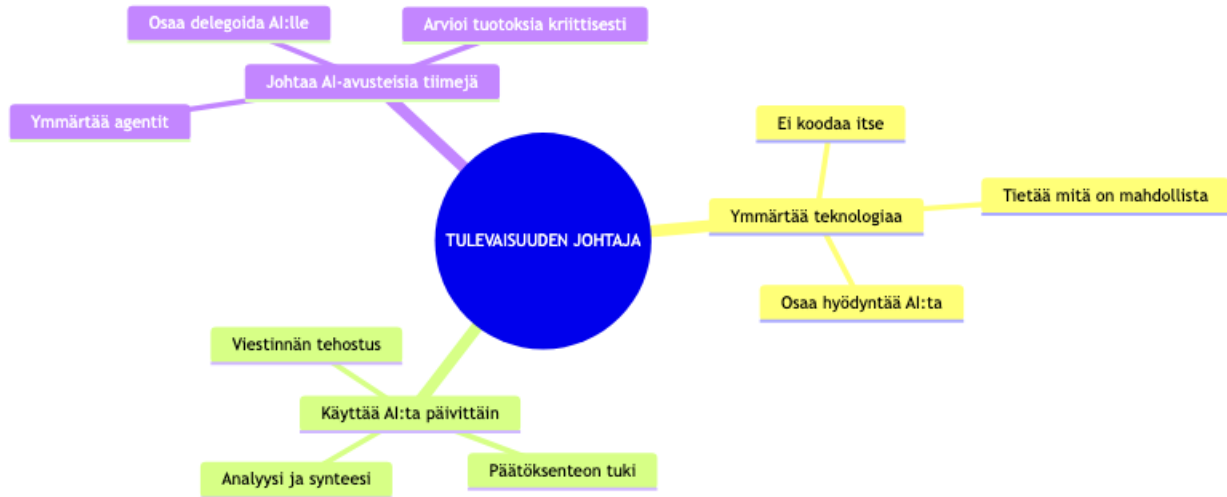 Osaa delegoida AI:lle
Arvioi tuotoksia kriittisesti
Johtaa AI-avusteisia tiimejä
Ymmärtää agentit
Ei koodaa itse
Tietää mitä on mahdollista
Ymmärtää teknologiaa
TULEVAISUUDEN JOHTAJA
Osaa hyödyntää AI:ta
Viestinnän tehostus
Käyttää AI:ta päivittäin
Analyysi ja synteesi
Päätöksenteon tuki